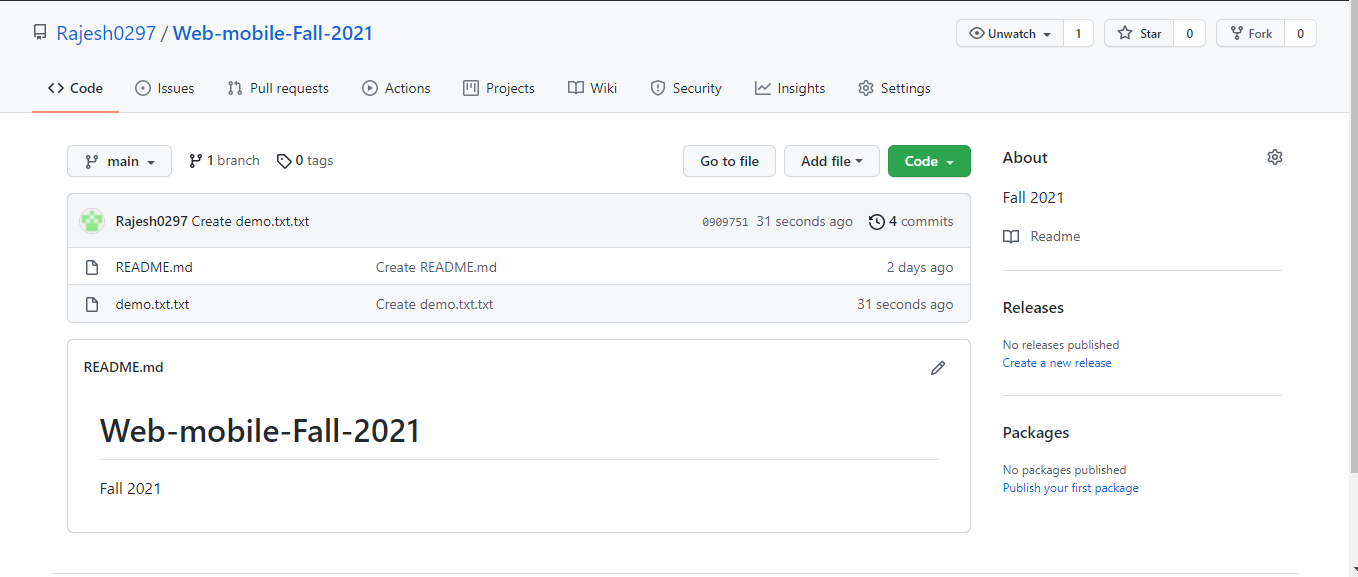 Rajesh0297 / Web-mobile-Fall-2021
Unwatch 1 Star 0 Fork 0
Code Issues Pull requests Actions Projects Wiki Security Insights Settings
main 1 branch 0 tags Go to file Add file Code
Rajesh0297 Create demo.txt.txt 0909751 31 seconds ago 4 commits
README.md Create README.md 2 days ago
demo.txt.txt Create demo.txt.txt 31 seconds ago
README.md
Web-mobile-Fall-2021
Fall 2021
About
Fall 2021
Readme
Releases
No releases published
Create a new release
Packages
No packages published
Publish your first package